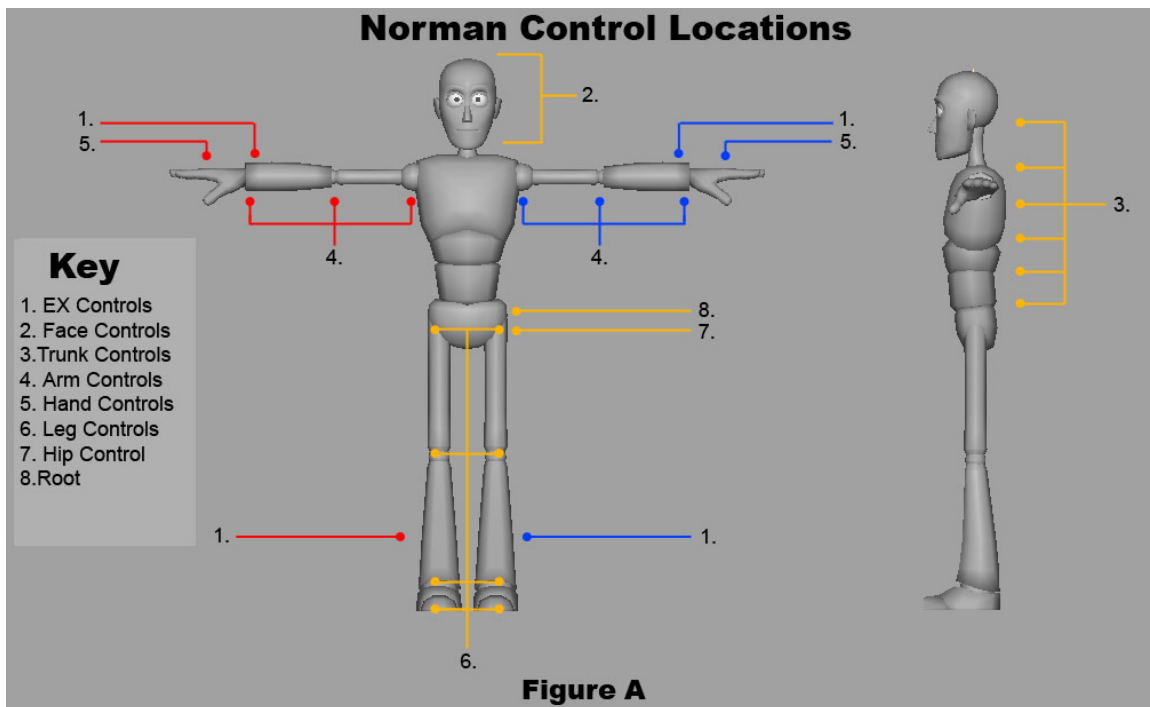 Norman Control Locations
2.
1.
5.
1.
5.
3.
4.
4.
Key
1. EX Controls
2. Face Controls
3.Trunk Controls
4. Arm Controls
5. Hand Controls
6. Leg Controls
7. Hip Control
8.Root
8.
7.
1.
1.
6.
Figure A